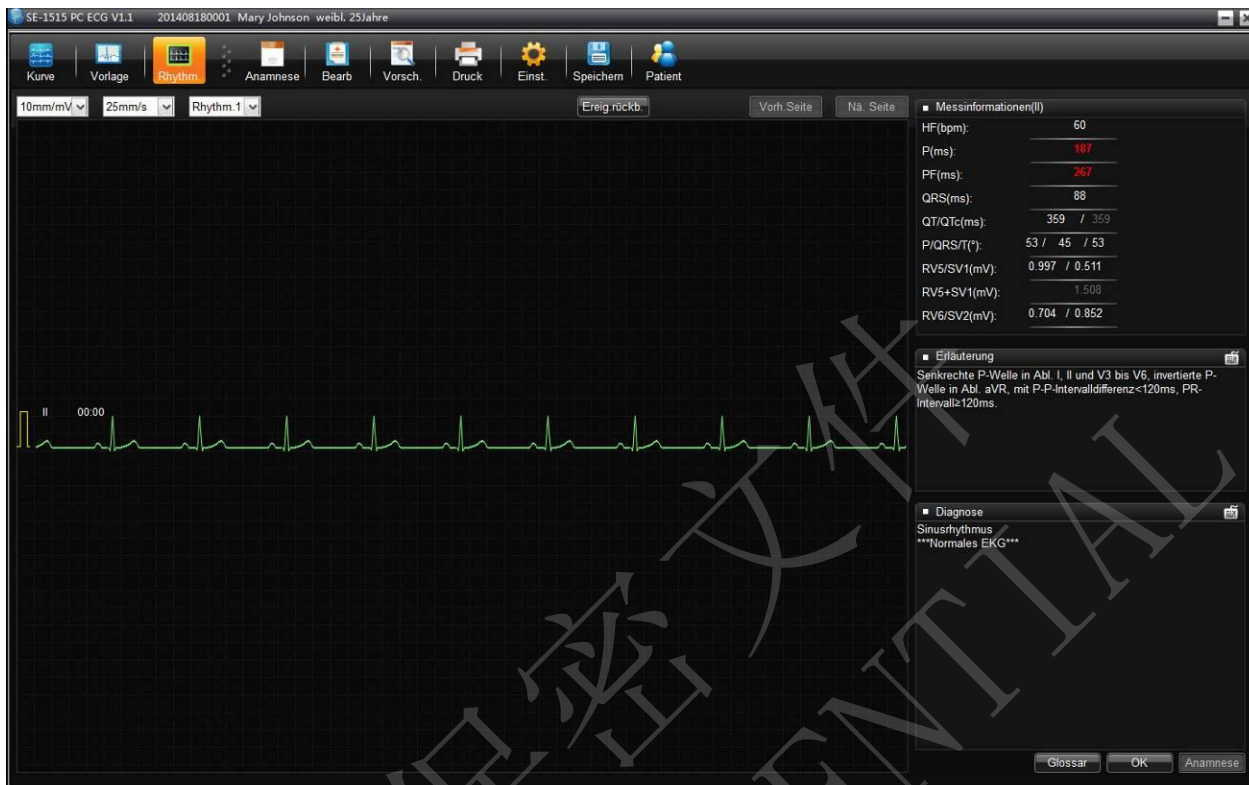 SE-1515 PC ECG V1.1 201408180001 Mary Johnson weibl. 25Jahre
Kurve Vorlage Rhythm. Anamnese Bearb Vorsch. Druck Einst. Speichern Patient
10mm/mV 25mm/s Rhythm.1 Ereig.rückb. Vorh.Seite Nä. Seite
Messinformationen(II)
HF(bpm): 60
P(ms): 187
PF(ms): 267
QRS(ms): 88
QT/QTc(ms): 359 / 359
P/QRS/T(°): 53 / 45 / 53
RV5/SV1(mV): 0.997 / 0.511
RV5+SV1(mV): 1.508
RV6/SV2(mV): 0.704 / 0.852
II 00:00
Erläuterung
Senkrechte P-Welle in Abl. I, II und V3 bis V6, invertierte P-
Welle in Abl. aVR, mit P-P-Intervalldifferenz<120ms, PR-
Intervall≥120ms.
Diagnose
Sinusrhythmus
***Normales EKG***
Glossar OK Anamnese
密文件
ENTIAL